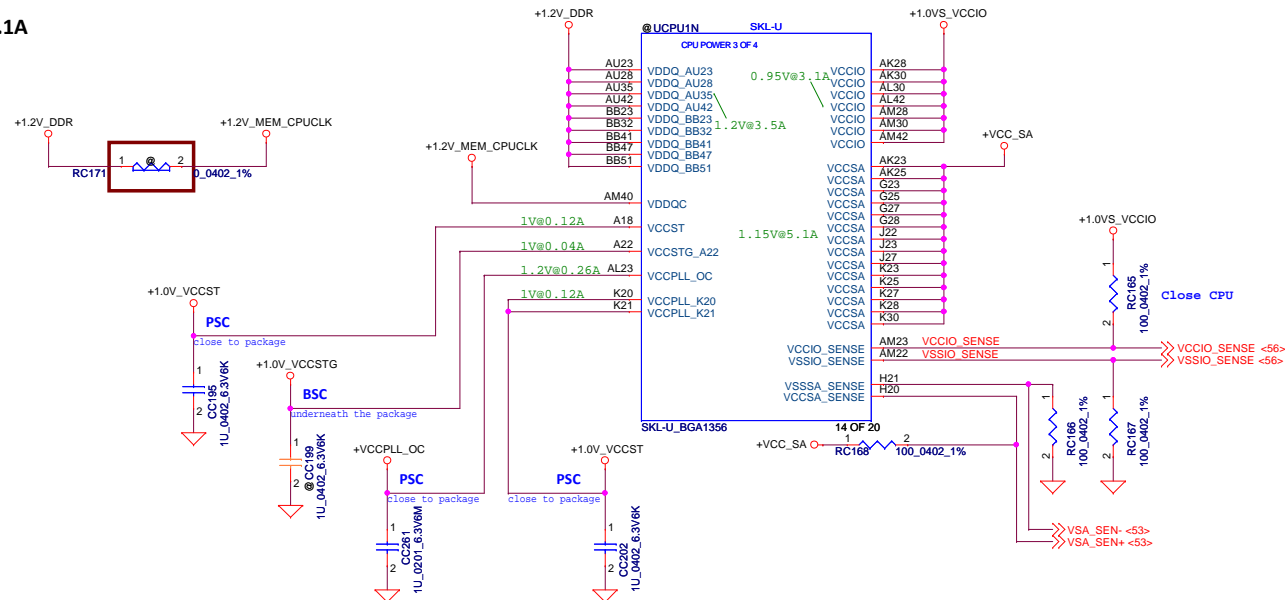 .1A
+1.2V_DDR
+1.2V_MEM_CPUCLK
1
@
2
RC171
0_0402_1%
+1.2V_DDR
@UCPU1N
SKL-U
+1.0VS_VCCIO
CPU POWER 3 OF 4
AU23
AU28
AU35
AU42
BB23
BB32
BB41
BB47
BB51
VDDQ_AU23
VDDQ_AU28
VDDQ_AU35
VDDQ_AU42
VDDQ_BB23
VDDQ_BB32
VDDQ_BB41
VDDQ_BB47
VDDQ_BB51
0.95V@3.1A
1.2V@3.5A
VCCIO
VCCIO
VCCIO
VCCIO
VCCIO
VCCIO
VCCIO
AK28
AK30
AL30
AL42
AM28
AM30
AM42
+VCC_SA
+1.2V_MEM_CPUCLK
AM40
VDDQC
1V@0.12A
A18
VCCST
1V@0.04A
A22
VCCSTG_A22
1.2V@0.26A
AL23
VCCPLL_OC
1V@0.12A
K20
K21
VCCPLL_K20
VCCPLL_K21
1.15V@5.1A
VCCSA
VCCSA
VCCSA
VCCSA
VCCSA
VCCSA
VCCSA
VCCSA
VCCSA
VCCSA
VCCSA
VCCSA
VCCSA
VCCSA
AK23
AK25
G23
G25
G27
G28
J22
J23
J27
K23
K25
K27
K28
K30
VCCIO_SENSE
VSSIO_SENSE
AM23
AM22
VCCIO_SENSE
VSSIO_SENSE
VSSSA_SENSE
VCCSA_SENSE
H21
H20
SKL-U_BGA1356
14 OF 20
+1.0VS_VCCIO
1
2
RC165
100_0402_1%
Close CPU
VCCIO_SENSE <56>
VSSIO_SENSE <56>
+VCC_SA
1
2
RC168
100_0402_1%
1
2
RC166
100_0402_1%
1
2
RC167
100_0402_1%
VSA_SEN- <53>
VSA_SEN+ <53>
+1.0V_VCCST
PSC
close to package
1
2
CC195
1U_0402_6.3V6K
+1.0V_VCCSTG
BSC
underneath the package
1
2
@ CC199
1U_0402_6.3V6K
+VCCPLL_OC
PSC
close to package
1
2
CC261
1U_0201_6.3V6M
+1.0V_VCCST
PSC
close to package
1
2
CC202
1U_0402_6.3V6K